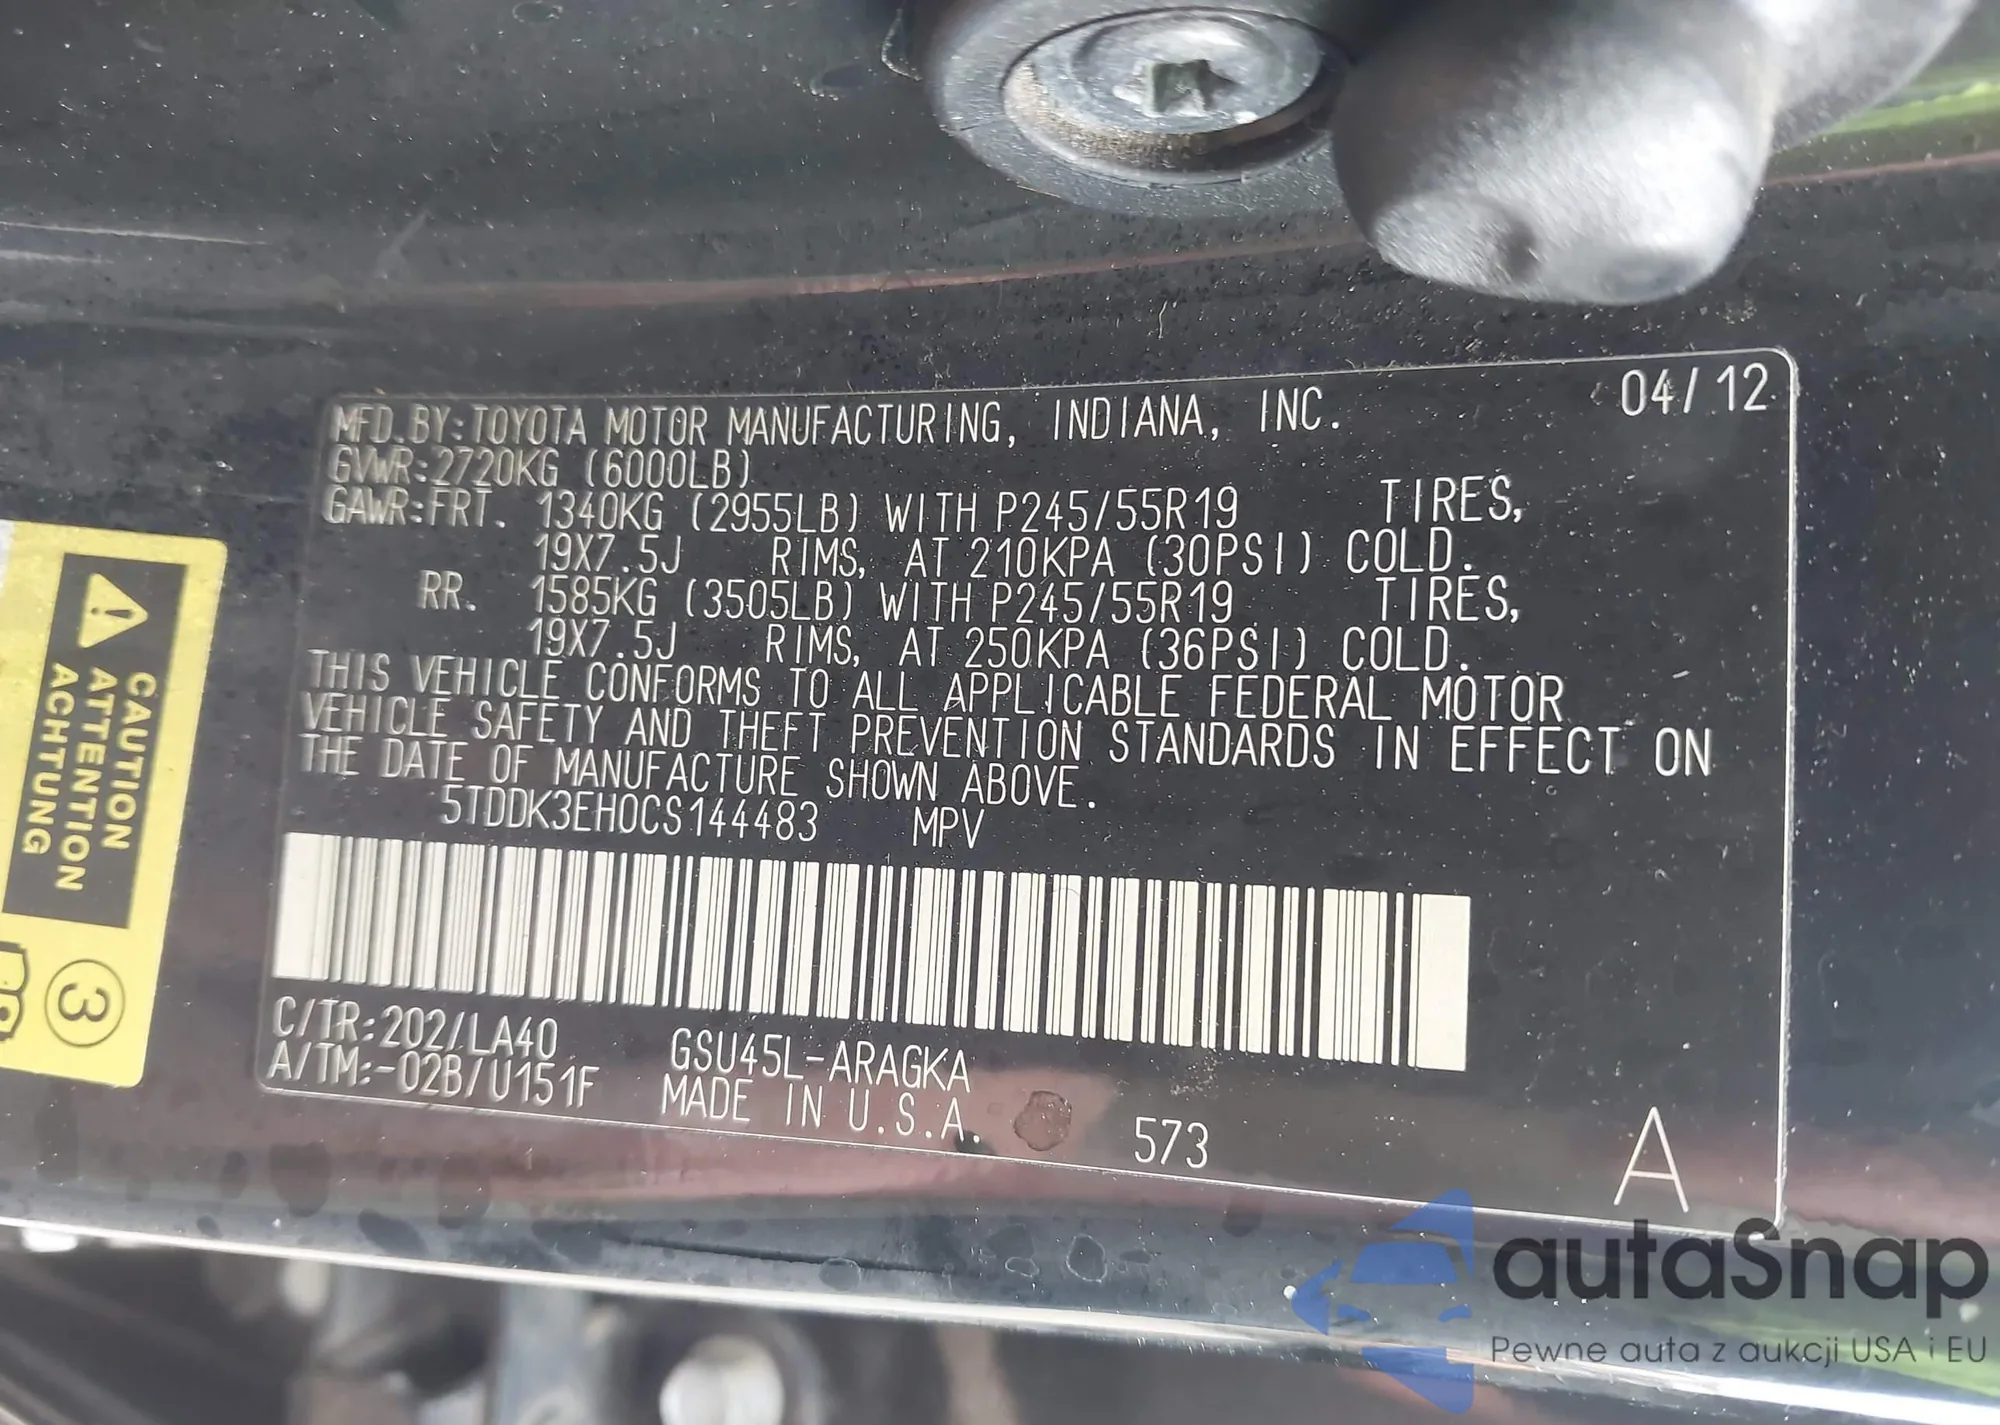 04/12
MFD.BY:TOYOTA MOTOR MANUFACTURING, INDIANA, INC.
GVWR:2720KG (6000LB)
GAWR:FRT. 1340KG (2955LB) WITH P245/55R19 TIRES,
19X7.5J RIMS, AT 210KPA (30PSI) COLD.
RR. 1585KG (3505LB) WITH P245/55R19 TIRES,
19X7.5J RIMS, AT 250KPA (36PSI) COLD.
THIS VEHICLE CONFORMS TO ALL APPLICABLE FEDERAL MOTOR
VEHICLE SAFETY AND THEFT PREVENTION STANDARDS IN EFFECT ON
THE DATE OF MANUFACTURE SHOWN ABOVE.
5TDDK3EH0CS144483 MPV
C/TR:202/LA40 GSU45L-ARAGKA
A/TM:-02B/U151F MADE IN U.S.A.
573
A
CAUTION
ATTENTION
ACHTUNG
3
autaSnap
Pewne auta z aukcji USA i EU